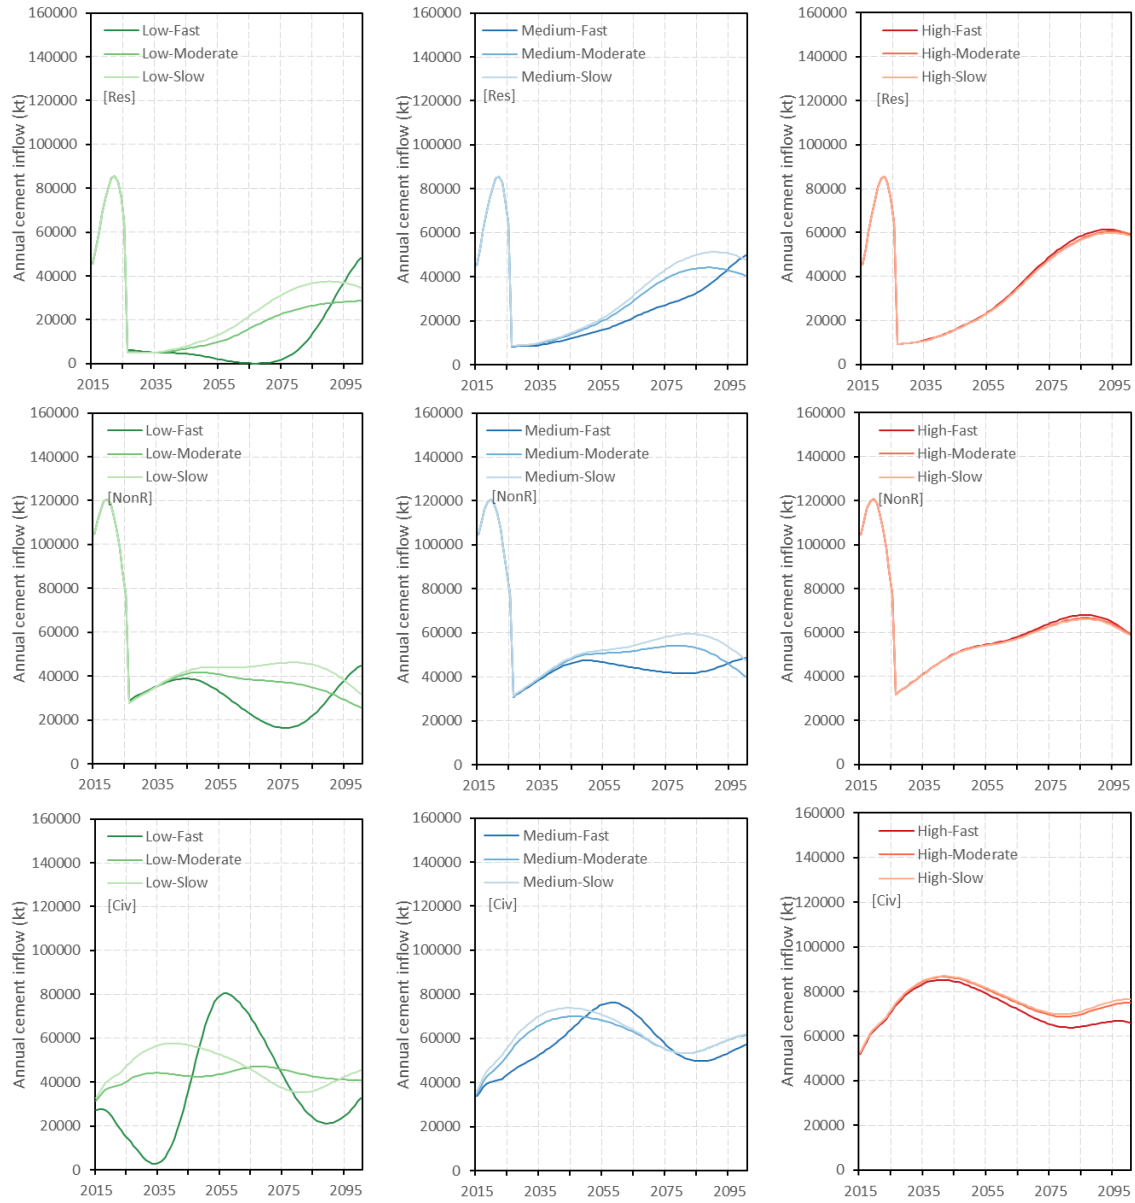 160000
140000
120000
100000
80000
60000
40000
20000
0
Annual cement inflow (kt)
Low-Fast
Low-Moderate
Low-Slow
[Res]
2015 2035 2055 2075 2095
160000
140000
120000
100000
80000
60000
40000
20000
0
Annual cement inflow (kt)
Medium-Fast
Medium-Moderate
Medium-Slow
[Res]
2015 2035 2055 2075 2095
160000
140000
120000
100000
80000
60000
40000
20000
0
Annual cement inflow (kt)
High-Fast
High-Moderate
High-Slow
[Res]
2015 2035 2055 2075 2095
160000
140000
120000
100000
80000
60000
40000
20000
0
Annual cement inflow (kt)
Low-Fast
Low-Moderate
Low-Slow
[NonR]
2015 2035 2055 2075 2095
160000
140000
120000
100000
80000
60000
40000
20000
0
Annual cement inflow (kt)
Medium-Fast
Medium-Moderate
Medium-Slow
[NonR]
2015 2035 2055 2075 2095
160000
140000
120000
100000
80000
60000
40000
20000
0
Annual cement inflow (kt)
High-Fast
High-Moderate
High-Slow
[NonR]
2015 2035 2055 2075 2095
160000
140000
120000
100000
80000
60000
40000
20000
0
Annual cement inflow (kt)
Low-Fast
Low-Moderate
Low-Slow
[Civ]
2015 2035 2055 2075 2095
160000
140000
120000
100000
80000
60000
40000
20000
0
Annual cement inflow (kt)
Medium-Fast
Medium-Moderate
Medium-Slow
[Civ]
2015 2035 2055 2075 2095
160000
140000
120000
100000
80000
60000
40000
20000
0
Annual cement inflow (kt)
High-Fast
High-Moderate
High-Slow
[Civ]
2015 2035 2055 2075 2095